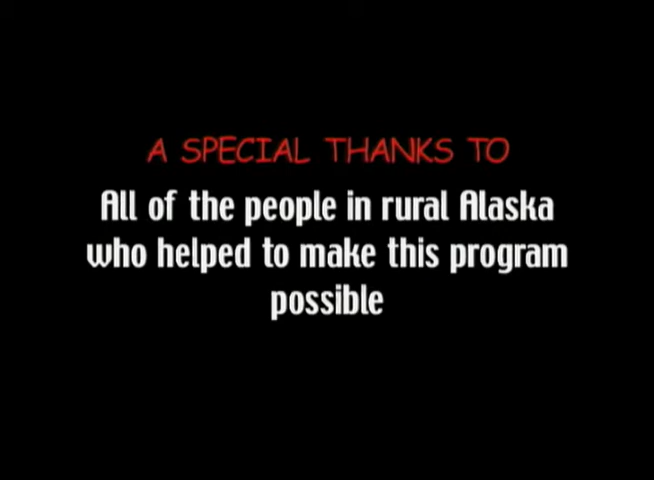 A SPECIAL THANKS TO
All of the people in rural Alaska
who helped to make this program
possible